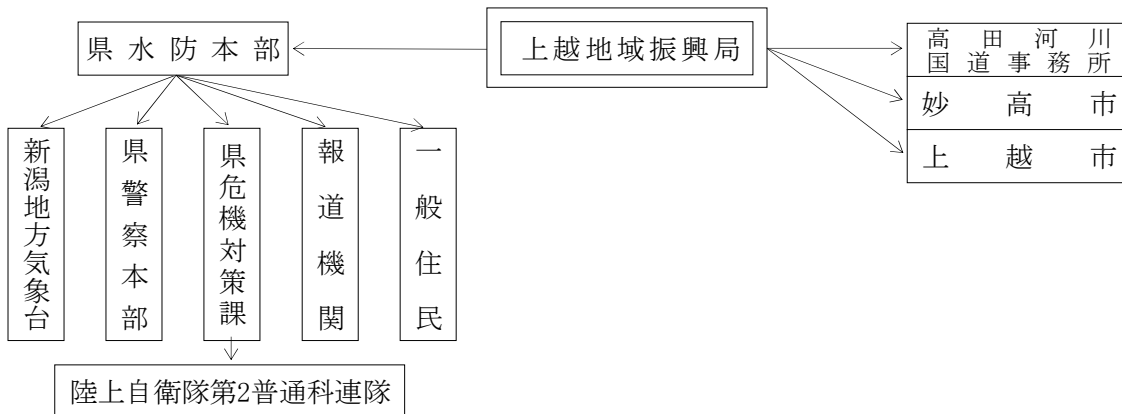 県水防本部
上越地域振興局
高田河川
国道事務所
妙高市
上越市
新潟地方気象台
県警察本部
県危機対策課
報道機関
一般住民
陸上自衛隊第2普通科連隊